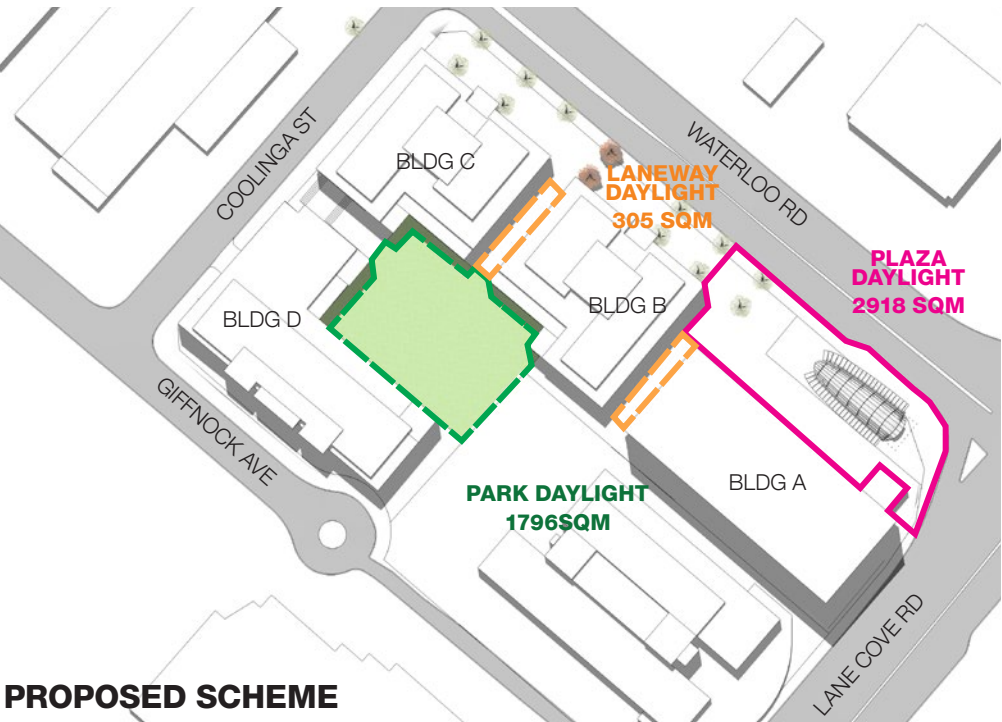 COOLINGA ST
BLDG C
WATERLOO RD
LANEWAY
DAYLIGHT
305 SQM
PLAZA
DAYLIGHT
2918 SQM
BLDG B
BLDG D
GIFFNOCK AVE
BLDG A
PARK DAYLIGHT
1796SQM
LANE COVE RD
PROPOSED SCHEME